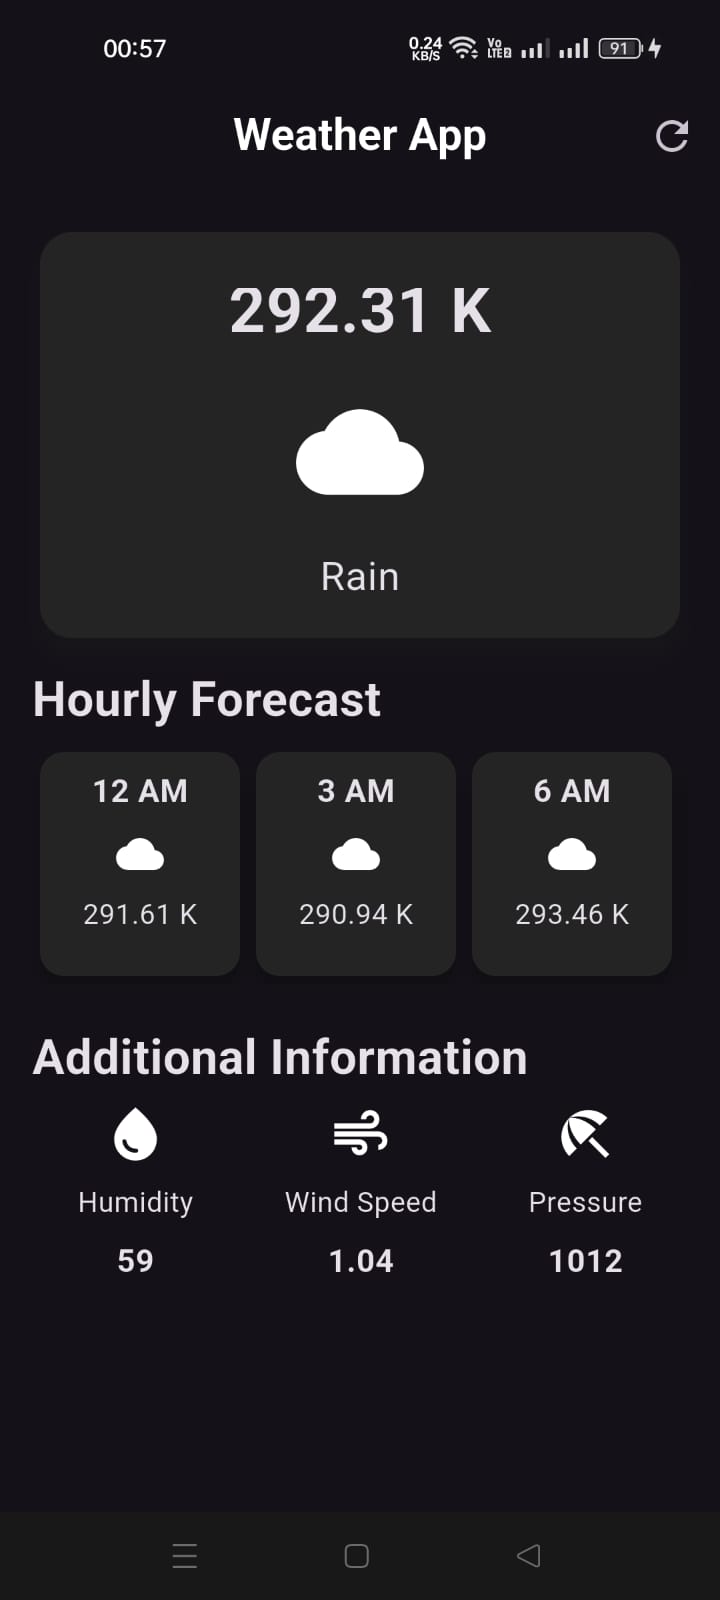 00:57 0.24 KB/S Vo LTE2 91
Weather App
292.31 K
Rain
Hourly Forecast
12 AM 3 AM 6 AM
291.61 K 290.94 K 293.46 K
Additional Information
Humidity Wind Speed Pressure
59 1.04 1012